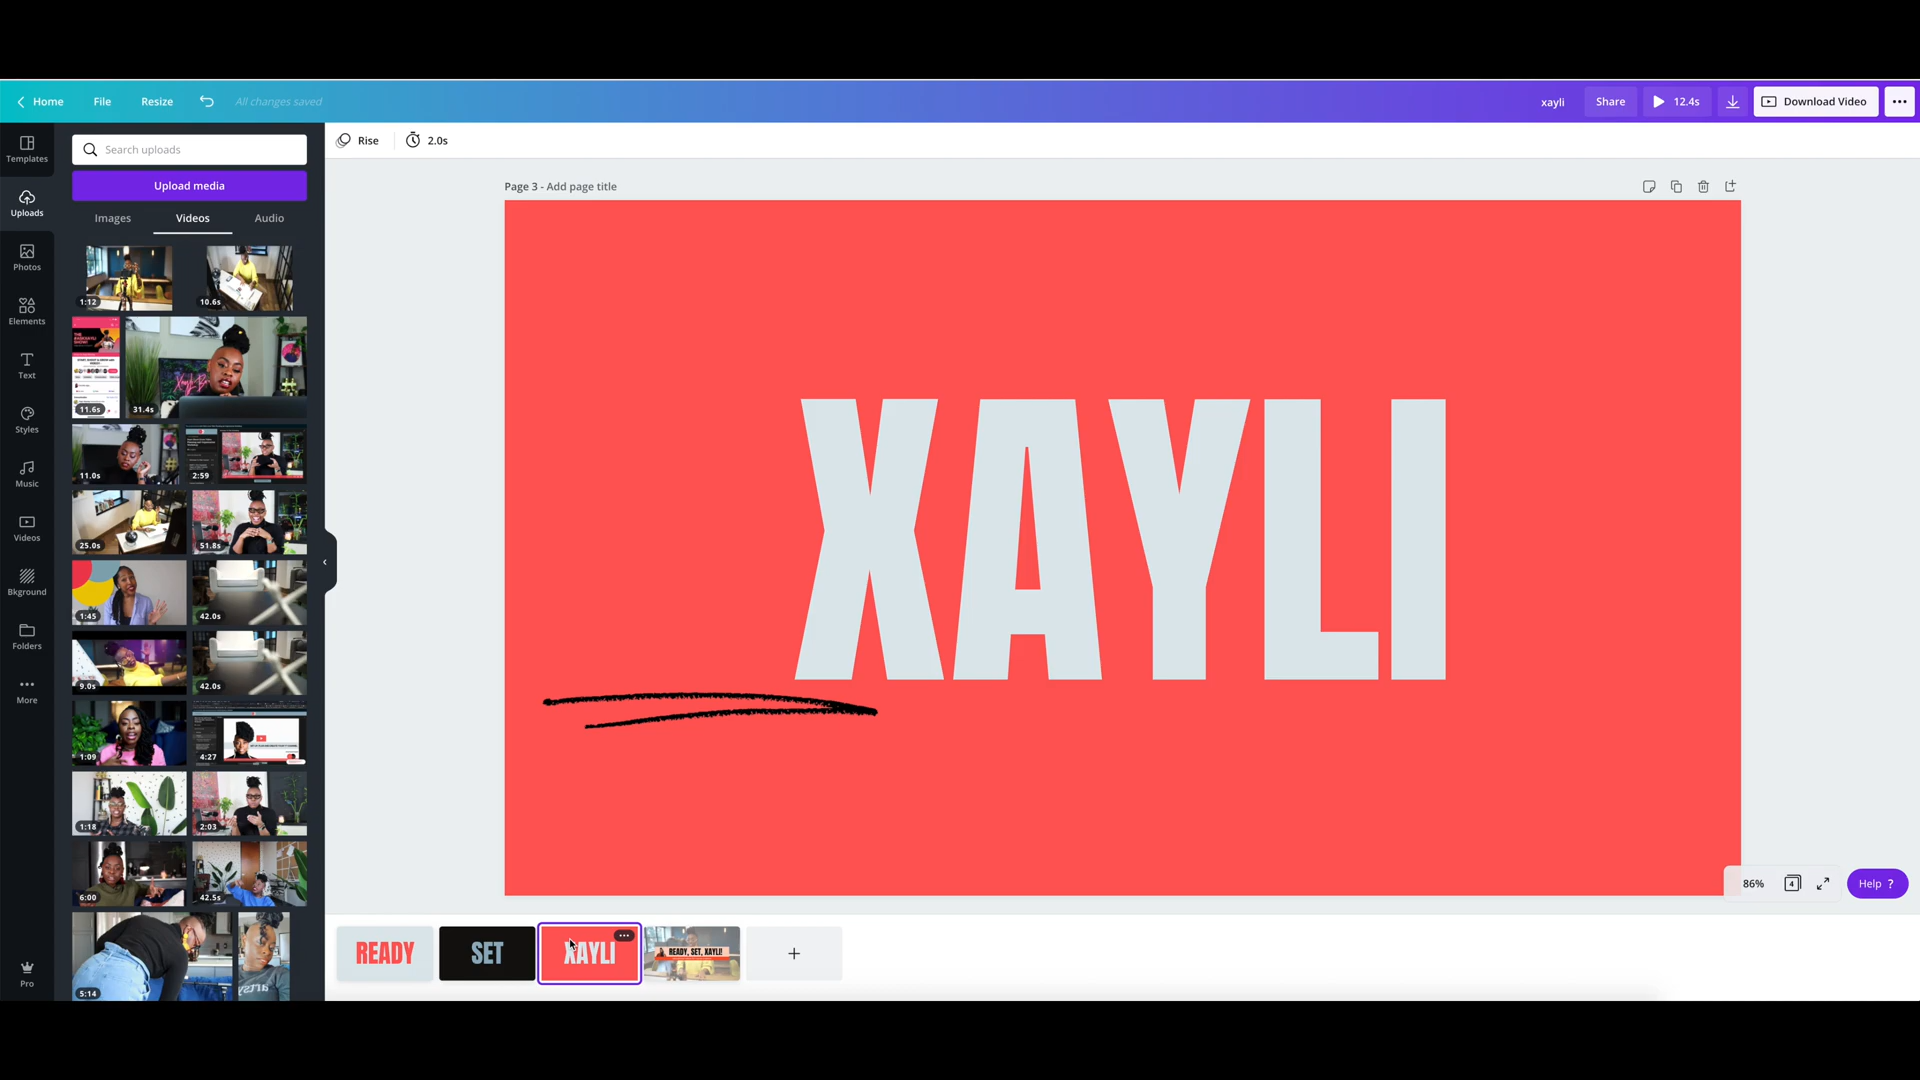 Home File Resize All changes saved xayli Share 12.4s Download Video
Rise 2.0s
Templates
Uploads
Photos
Elements
Text
Styles
Music
Videos
Bkground
Folders
More
Pro
Search uploads
Upload media
Images Videos Audio
1:12 10.6s
11.6s 31.4s
11.0s 2:59
25.0s 51.8s
1:45 42.0s
9.0s 42.0s
1:09 4:27
1:18 2:03
6:00 42.5s
5:14
Page 3 - Add page title
XAYLI
86% 4 Help ?
READY SET XAYLI READY, SET, XAYLI!